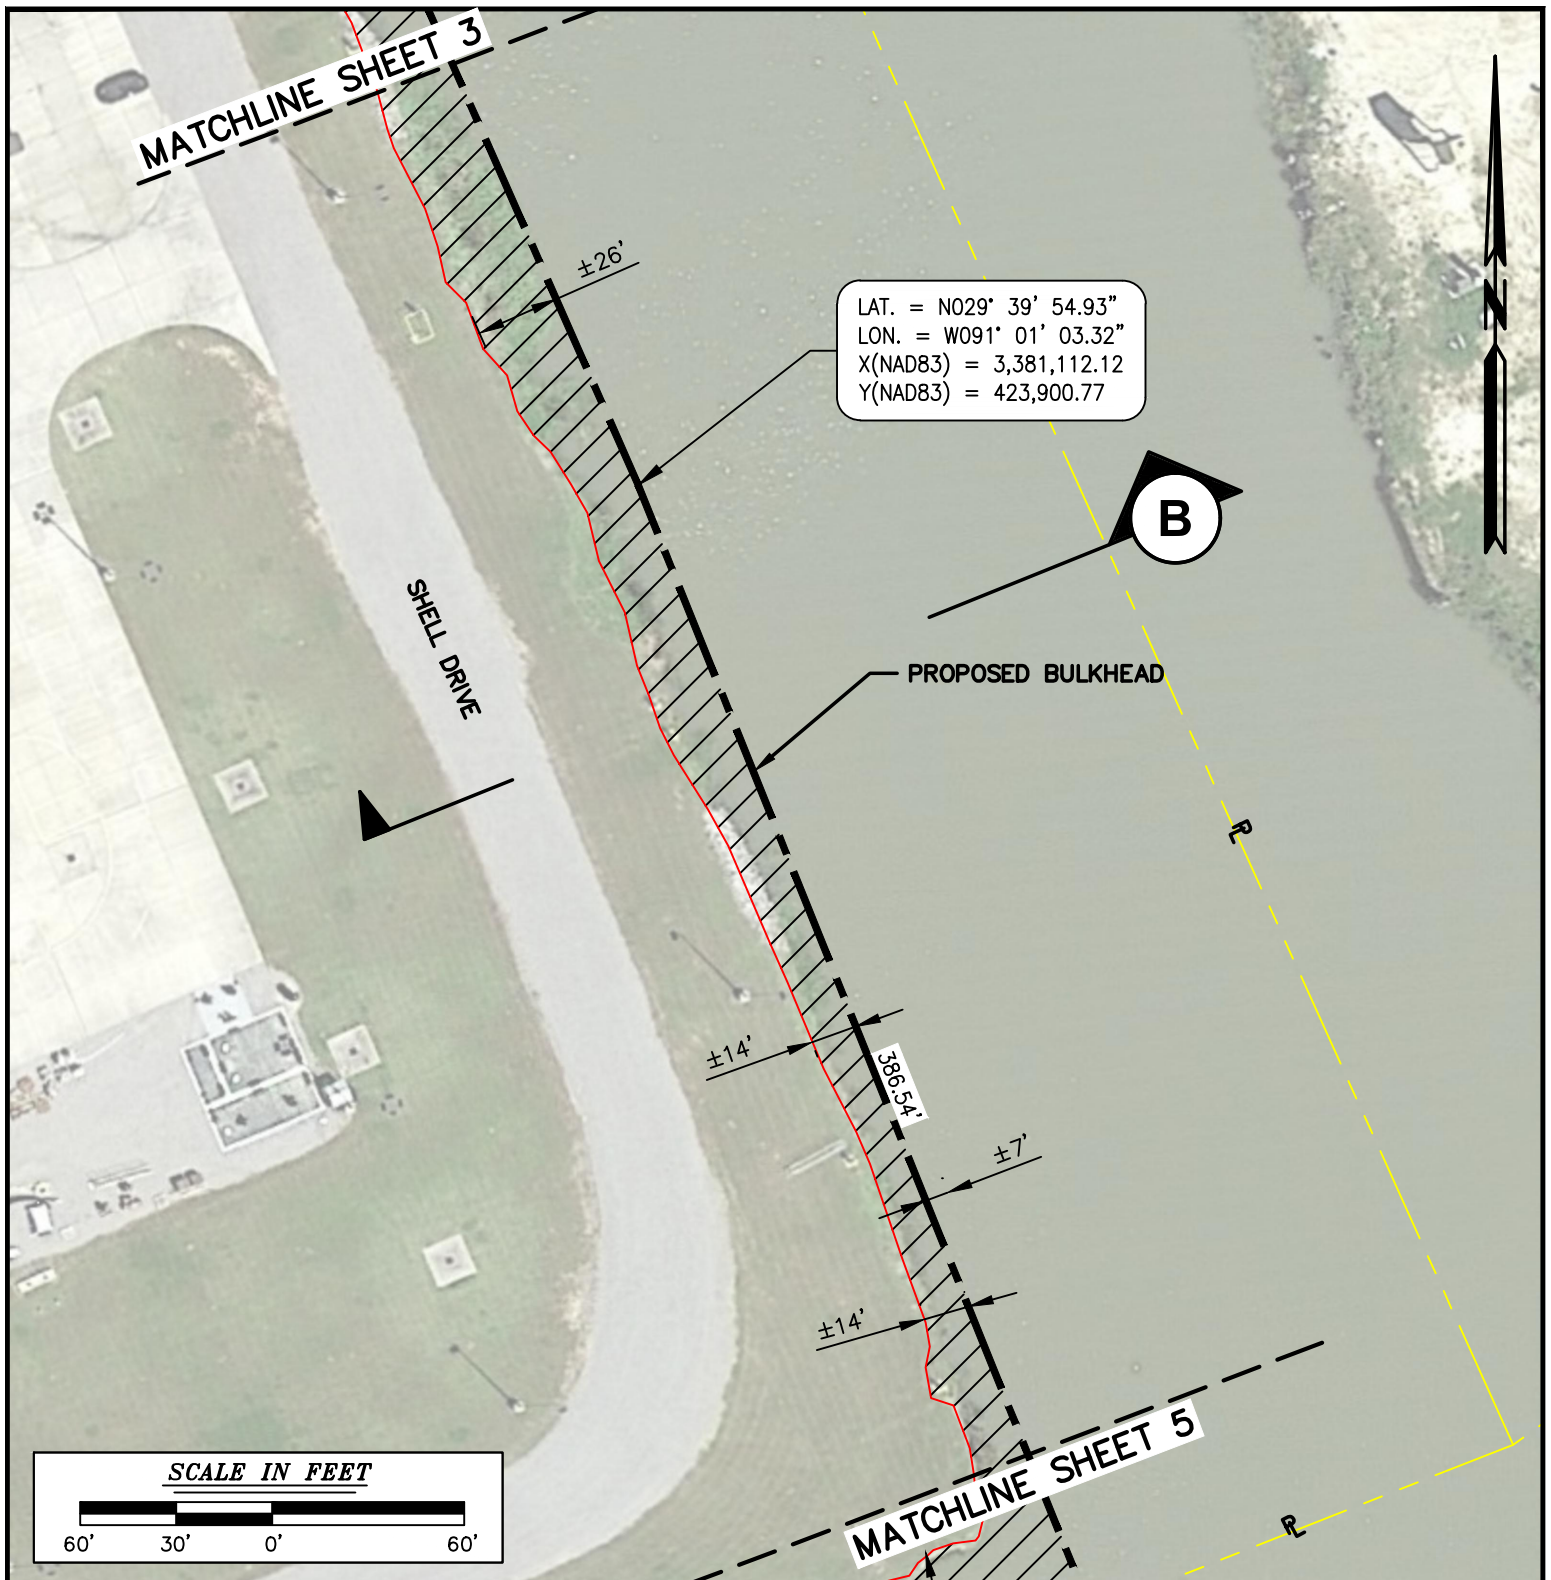 MATCHLINE SHEET 3
±26'
LAT. = N029° 39' 54.93"
LON. = W091° 01' 03.32"
X(NAD83) = 3,381,112.12
Y(NAD83) = 423,900.77
N
B
SHELL DRIVE
PROPOSED BULKHEAD
PL
±14'
386.54'
±7'
±14'
MATCHLINE SHEET 5
SCALE IN FEET
60' 30' 0' 60'
PL